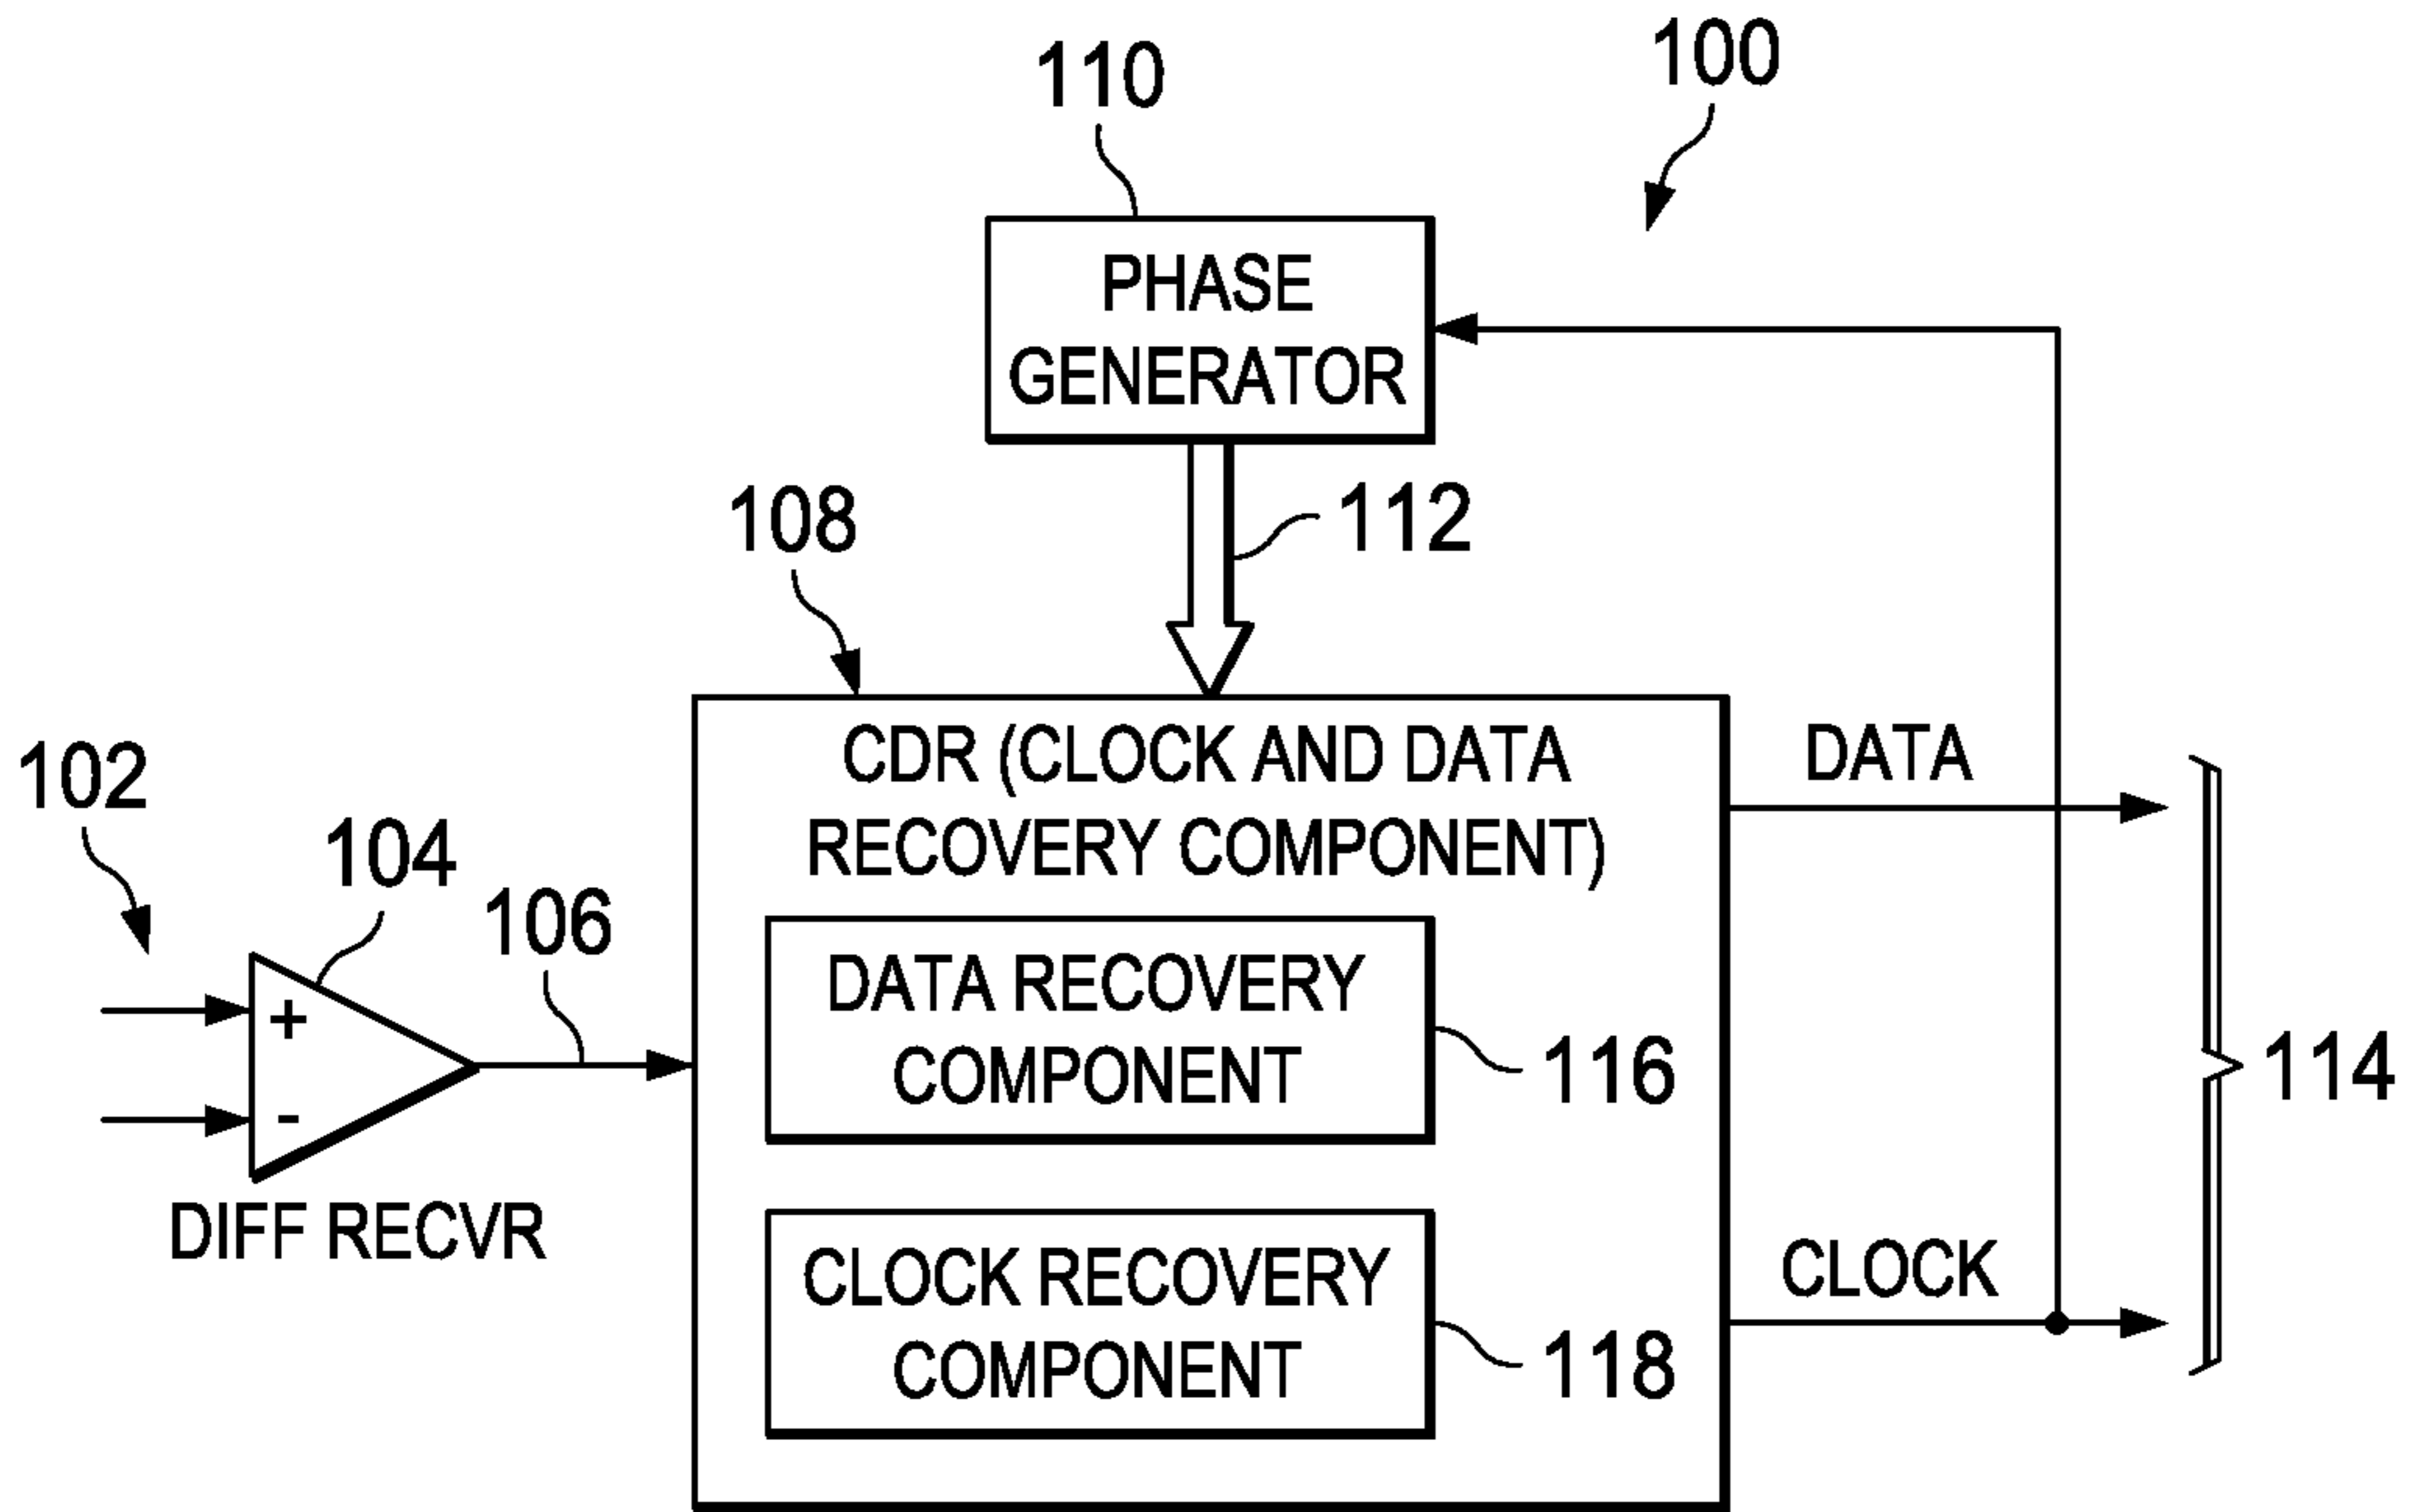 100
110
PHASE
GENERATOR
112
108
CDR (CLOCK AND DATA
RECOVERY COMPONENT)
DATA
102
104
106
+
-
DIFF RECVR
DATA RECOVERY
COMPONENT
116
114
CLOCK RECOVERY
COMPONENT
118
CLOCK